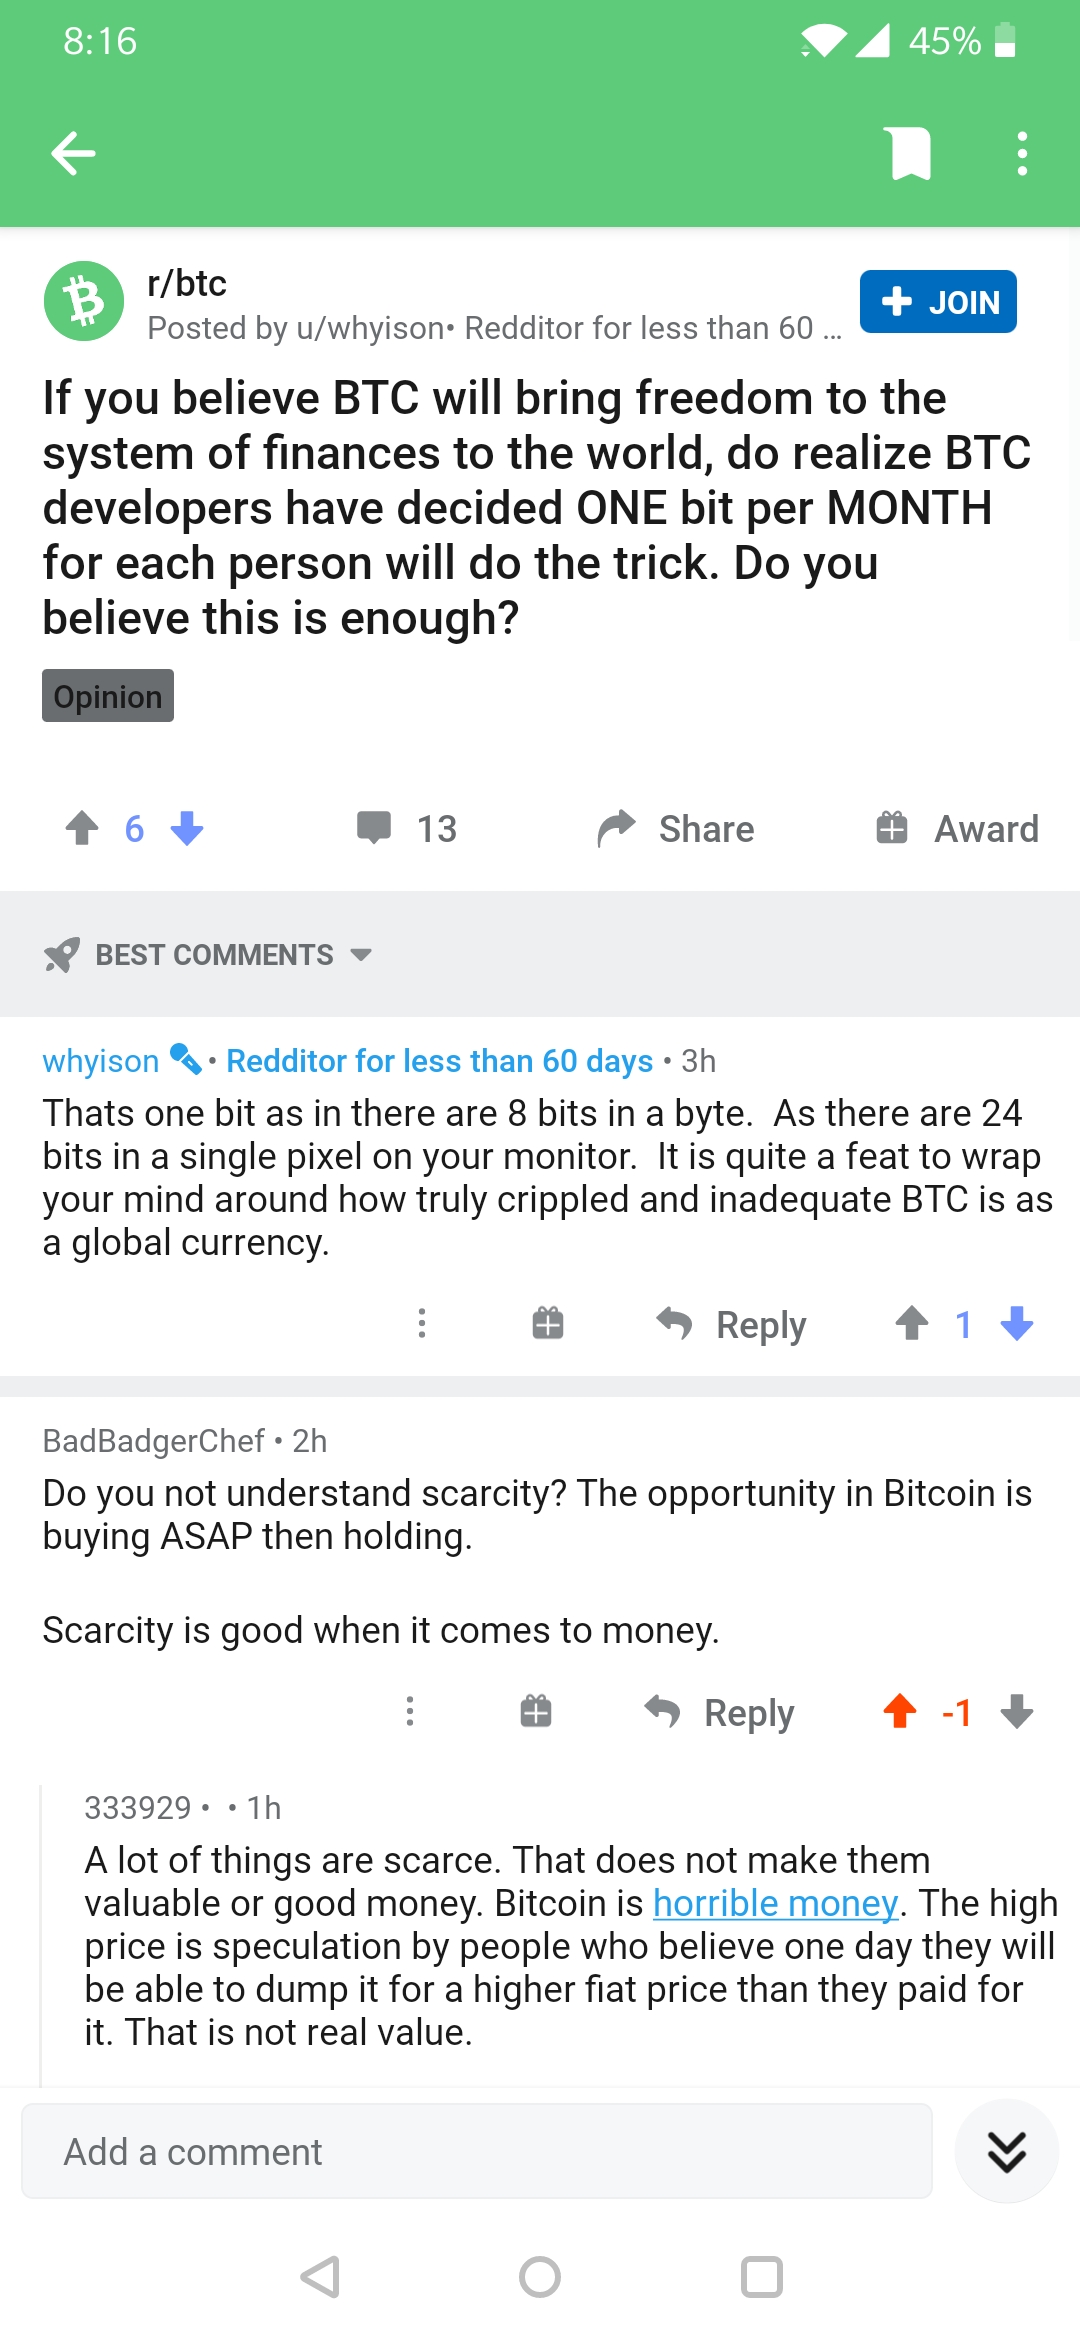 8:16
45%
r/btc
Posted by u/whyison• Redditor for less than 60 ...
JOIN
If you believe BTC will bring freedom to the
system of finances to the world, do realize BTC
developers have decided ONE bit per MONTH
for each person will do the trick. Do you
believe this is enough?
Opinion
6
13
Share
Award
BEST COMMENTS
whyison • Redditor for less than 60 days • 3h
Thats one bit as in there are 8 bits in a byte.  As there are 24
bits in a single pixel on your monitor.  It is quite a feat to wrap
your mind around how truly crippled and inadequate BTC is as
a global currency.
Reply
1
BadBadgerChef • 2h
Do you not understand scarcity? The opportunity in Bitcoin is
buying ASAP then holding.
Scarcity is good when it comes to money.
Reply
-1
333929 • • 1h
A lot of things are scarce. That does not make them
valuable or good money. Bitcoin is horrible money. The high
price is speculation by people who believe one day they will
be able to dump it for a higher fiat price than they paid for
it. That is not real value.
Add a comment